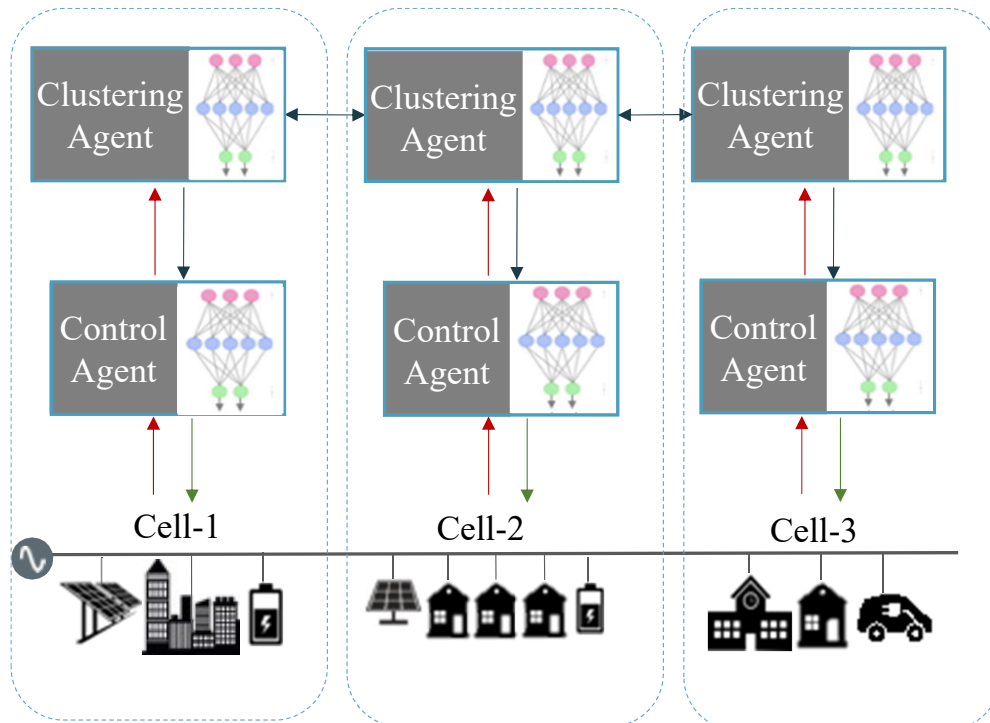 Clustering
Agent
Clustering
Agent
Clustering
Agent
Control
Agent
Control
Agent
Control
Agent
Cell-1
Cell-2
Cell-3